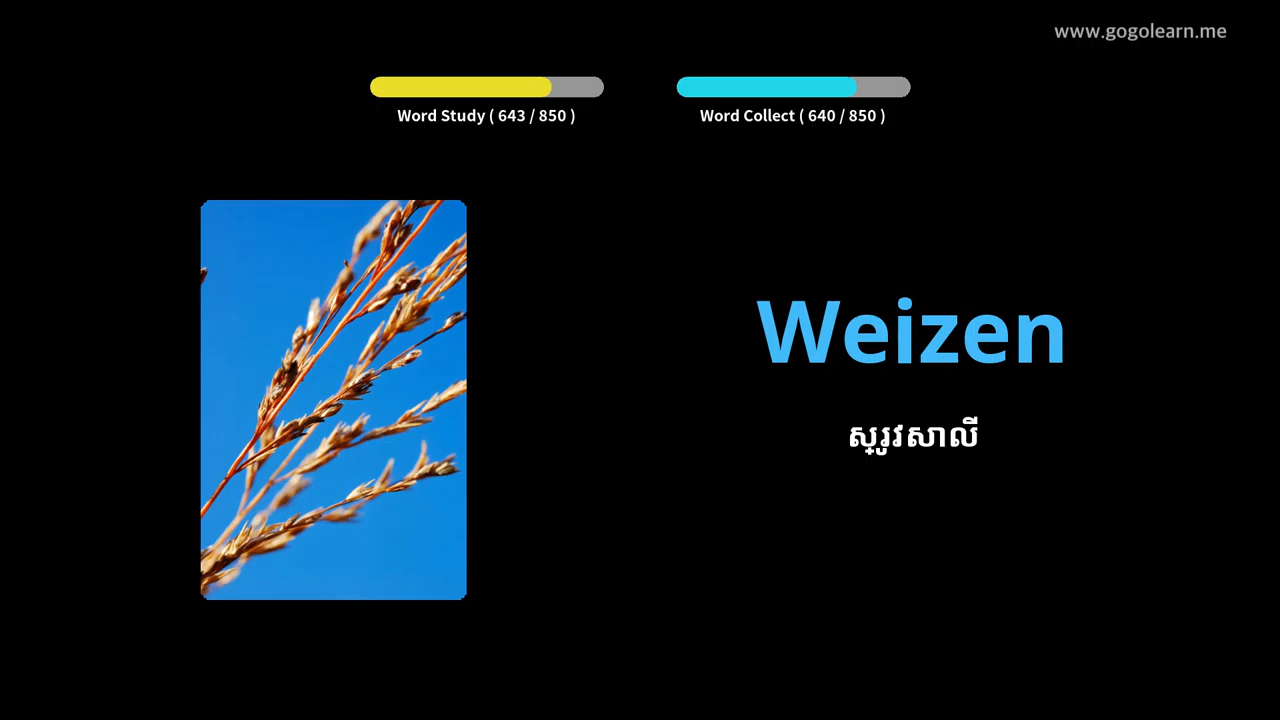 www.gogolearn.me
Word Study ( 643 / 850 )
Word Collect ( 640 / 850 )
Weizen
ស្រូវសាលី